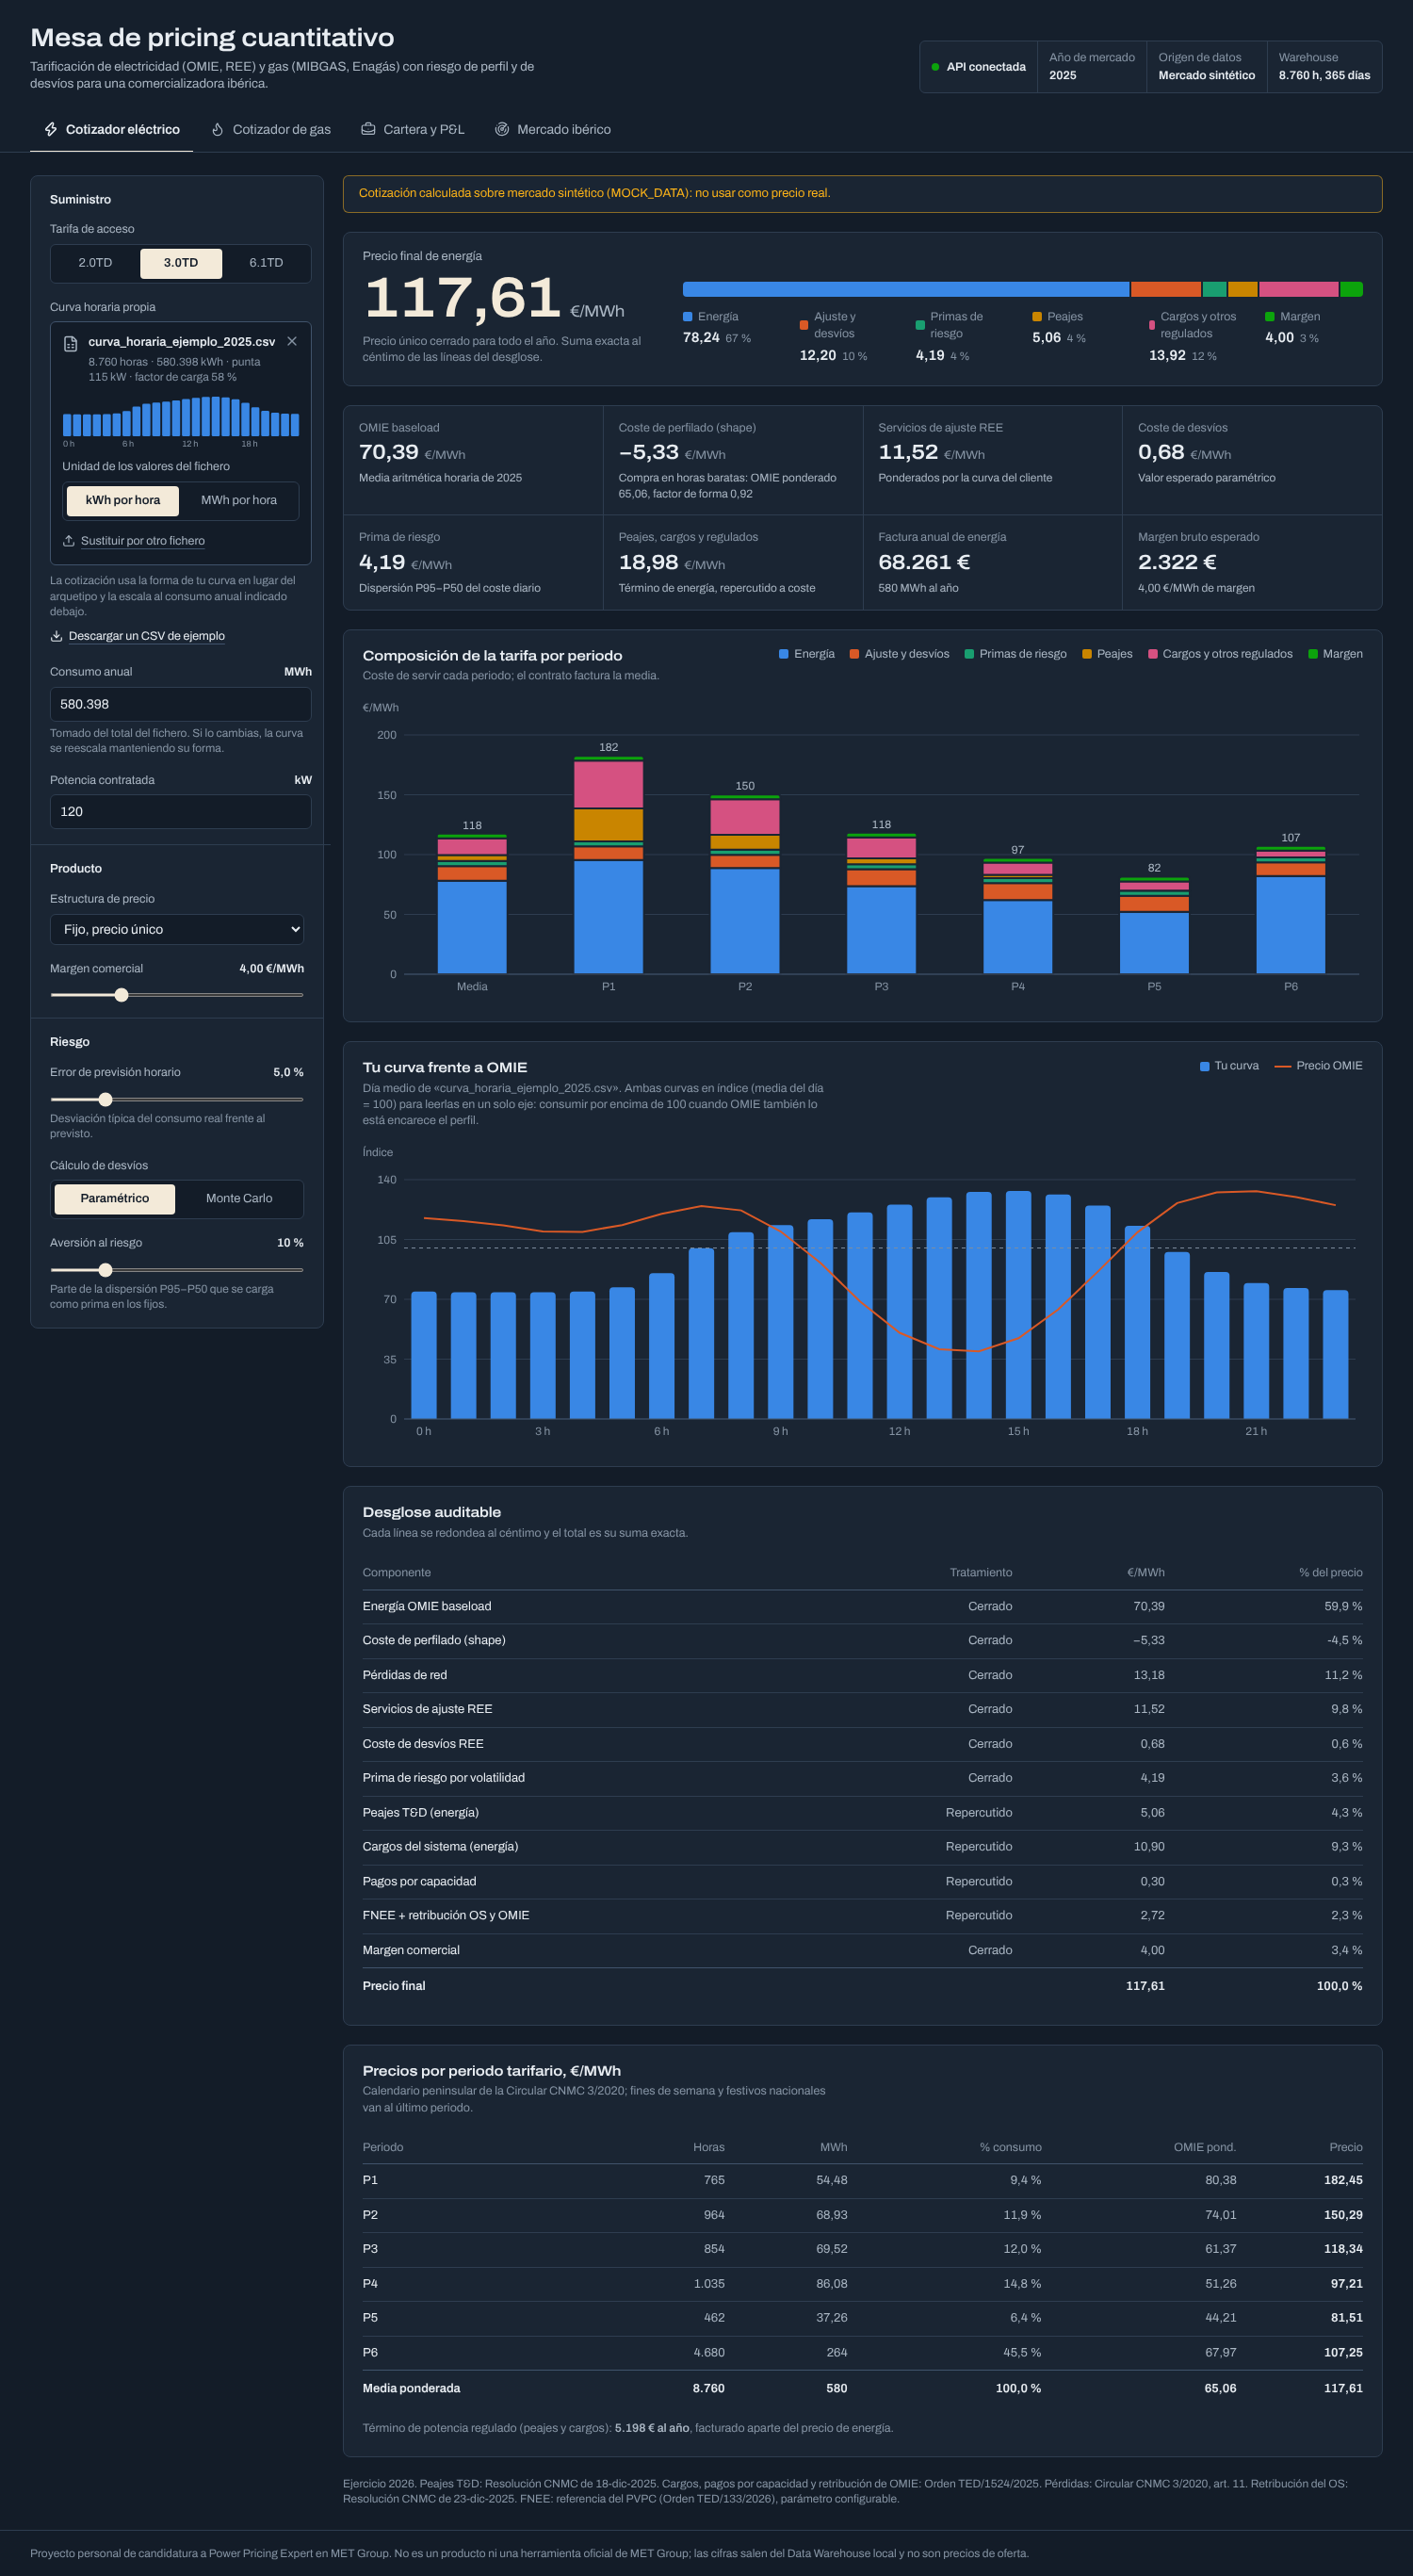 Mesa de pricing cuantitativo
Tarificación de electricidad (OMIE, REE) y gas (MIBGAS, Enagás) con riesgo de perfil y de
desvíos para una comercializadora ibérica.
API conectada
Año de mercado
2025
Origen de datos
Mercado sintético
Warehouse
8.760 h, 365 días
Cotizador eléctrico
Cotizador de gas
Cartera y P&L
Mercado ibérico
Suministro
Tarifa de acceso
2.0TD 3.0TD 6.1TD
Curva horaria propia
curva_horaria_ejemplo_2025.csv
8.760 horas · 580.398 kWh · punta
115 kW · factor de carga 58 %
0 h 6 h 12 h 18 h
Unidad de los valores del fichero
kWh por hora MWh por hora
Sustituir por otro fichero
La cotización usa la forma de tu curva en lugar del
arquetipo y la escala al consumo anual indicado
debajo.
Descargar un CSV de ejemplo
Consumo anual MWh
580.398
Tomado del total del fichero. Si lo cambias, la curva
se reescala manteniendo su forma.
Potencia contratada kW
120
Producto
Estructura de precio
Fijo, precio único
Margen comercial 4,00 €/MWh
Riesgo
Error de previsión horario 5,0 %
Desviación típica del consumo real frente al
previsto.
Cálculo de desvíos
Paramétrico Monte Carlo
Aversión al riesgo 10 %
Parte de la dispersión P95−P50 que se carga
como prima en los fijos.
Cotización calculada sobre mercado sintético (MOCK_DATA): no usar como precio real.
Precio final de energía
117,61 €/MWh
Precio único cerrado para todo el año. Suma exacta al
céntimo de las líneas del desglose.
Energía
78,24 67 %
Ajuste y
desvíos
12,20 10 %
Primas de
riesgo
4,19 4 %
Peajes
5,06 4 %
Cargos y otros
regulados
13,92 12 %
Margen
4,00 3 %
OMIE baseload
70,39 €/MWh
Media aritmética horaria de 2025
Coste de perfilado (shape)
−5,33 €/MWh
Compra en horas baratas: OMIE ponderado
65,06, factor de forma 0,92
Servicios de ajuste REE
11,52 €/MWh
Ponderados por la curva del cliente
Coste de desvíos
0,68 €/MWh
Valor esperado paramétrico
Prima de riesgo
4,19 €/MWh
Dispersión P95−P50 del coste diario
Peajes, cargos y regulados
18,98 €/MWh
Término de energía, repercutido a coste
Factura anual de energía
68.261 €
580 MWh al año
Margen bruto esperado
2.322 €
4,00 €/MWh de margen
Composición de la tarifa por periodo
Coste de servir cada periodo; el contrato factura la media.
Energía Ajuste y desvíos Primas de riesgo Peajes Cargos y otros regulados Margen
€/MWh
200
150
100
50
0
118 182 150 118 97 82 107
Media P1 P2 P3 P4 P5 P6
Tu curva frente a OMIE
Día medio de «curva_horaria_ejemplo_2025.csv». Ambas curvas en índice (media del día
= 100) para leerlas en un solo eje: consumir por encima de 100 cuando OMIE también lo
está encarece el perfil.
Tu curva Precio OMIE
Índice
140
105
70
35
0
0 h 3 h 6 h 9 h 12 h 15 h 18 h 21 h
Desglose auditable
Cada línea se redondea al céntimo y el total es su suma exacta.
Componente Tratamiento €/MWh % del precio
Energía OMIE baseload Cerrado 70,39 59,9 %
Coste de perfilado (shape) Cerrado −5,33 -4,5 %
Pérdidas de red Cerrado 13,18 11,2 %
Servicios de ajuste REE Cerrado 11,52 9,8 %
Coste de desvíos REE Cerrado 0,68 0,6 %
Prima de riesgo por volatilidad Cerrado 4,19 3,6 %
Peajes T&D (energía) Repercutido 5,06 4,3 %
Cargos del sistema (energía) Repercutido 10,90 9,3 %
Pagos por capacidad Repercutido 0,30 0,3 %
FNEE + retribución OS y OMIE Repercutido 2,72 2,3 %
Margen comercial Cerrado 4,00 3,4 %
Precio final 117,61 100,0 %
Precios por periodo tarifario, €/MWh
Calendario peninsular de la Circular CNMC 3/2020; fines de semana y festivos nacionales
van al último periodo.
Periodo Horas MWh % consumo OMIE pond. Precio
P1 765 54,48 9,4 % 80,38 182,45
P2 964 68,93 11,9 % 74,01 150,29
P3 854 69,52 12,0 % 61,37 118,34
P4 1.035 86,08 14,8 % 51,26 97,21
P5 462 37,26 6,4 % 44,21 81,51
P6 4.680 264 45,5 % 67,97 107,25
Media ponderada 8.760 580 100,0 % 65,06 117,61
Término de potencia regulado (peajes y cargos): 5.198 € al año, facturado aparte del precio de energía.
Ejercicio 2026. Peajes T&D: Resolución CNMC de 18-dic-2025. Cargos, pagos por capacidad y retribución de OMIE: Orden TED/1524/2025. Pérdidas: Circular CNMC 3/2020, art. 11. Retribución del OS:
Resolución CNMC de 23-dic-2025. FNEE: referencia del PVPC (Orden TED/133/2026), parámetro configurable.
Proyecto personal de candidatura a Power Pricing Expert en MET Group. No es un producto ni una herramienta oficial de MET Group; las cifras salen del Data Warehouse local y no son precios de oferta.